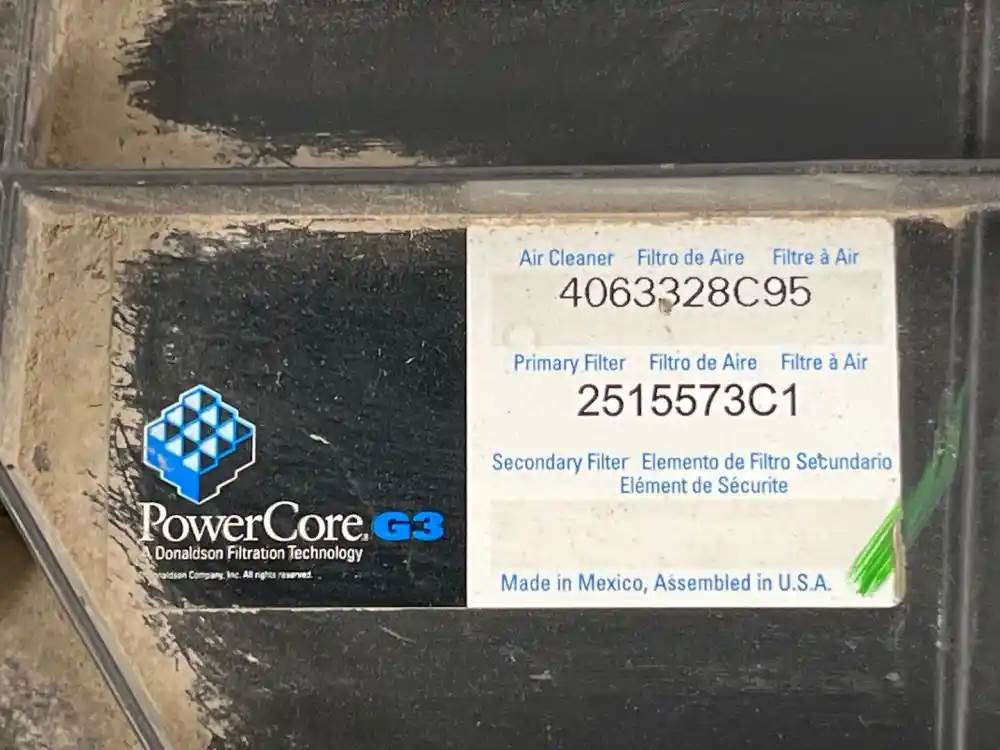 Air Cleaner Filtro de Aire Filtre à Air
4063328C95
Primary Filter Filtro de Aire Filtre à Air
2515573C1
Secondary Filter Elemento de Filtro Secundario
Elément de Sécurite
Made in Mexico, Assembled in U.S.A.
PowerCore. G3
A Donaldson Filtration Technology
Company, Inc. All rights reserved.